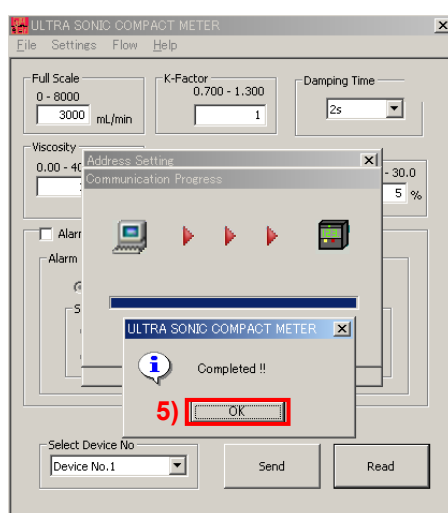 ULTRA SONIC COMPACT METER
File Settings Flow Help
Full Scale
0 - 8000
3000 mL/min
K-Factor
0.700 - 1.300
1
Damping Time
2s
Viscosity
0.00 - 40
- 30.0
5 %
Address Setting
Communication Progress
Alarm
ULTRA SONIC COMPACT METER
Completed !!
5) OK
Select Device No
Device No.1
Send
Read